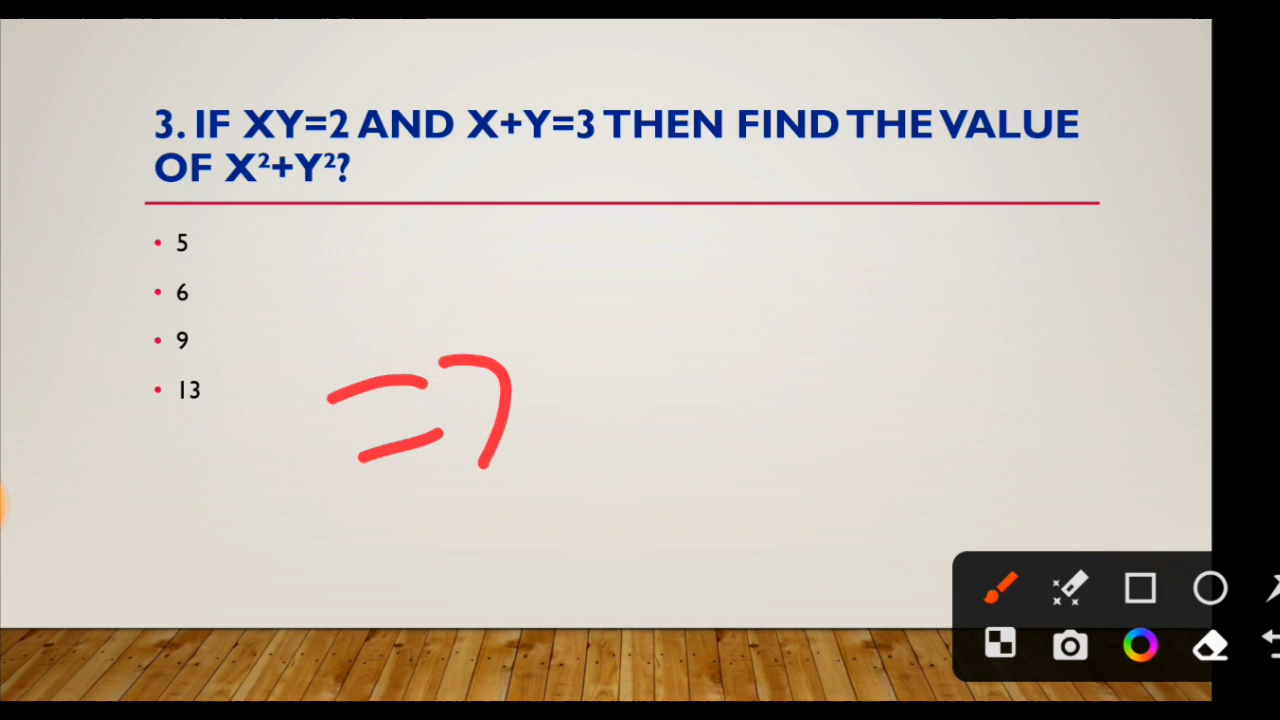 3. IF XY=2 AND X+Y=3 THEN FIND THE VALUE
OF X²+Y²?
• 5
• 6
• 9
• 13
=7